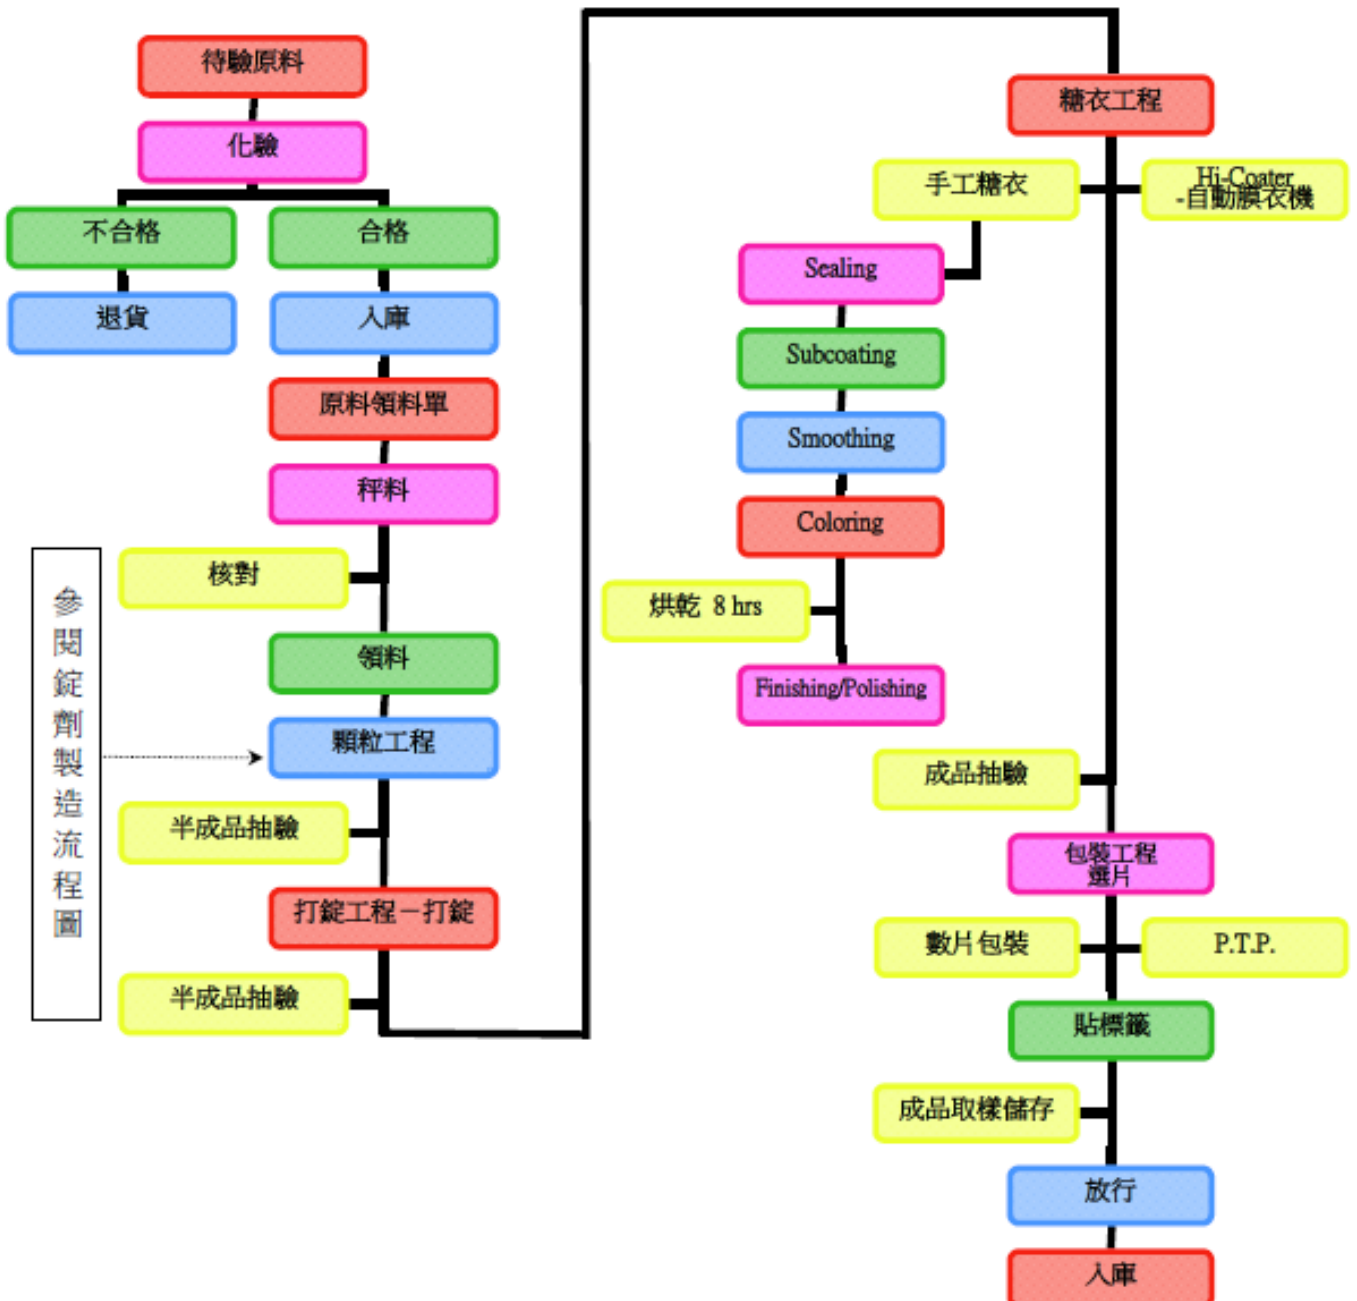 待驗原料
化驗
不合格
合格
退貨
入庫
原料領料單
秤料
核對
領料
顆粒工程
半成品抽驗
打錠工程－打錠
半成品抽驗
參閱錠劑製造流程圖
糖衣工程
手工糖衣
Hi-Coater
-自動膜衣機
Sealing
Subcoating
Smoothing
Coloring
烘乾 8 hrs
Finishing/Polishing
成品抽驗
包裝工程
選片
數片包裝
P.T.P.
貼標籤
成品取樣儲存
放行
入庫